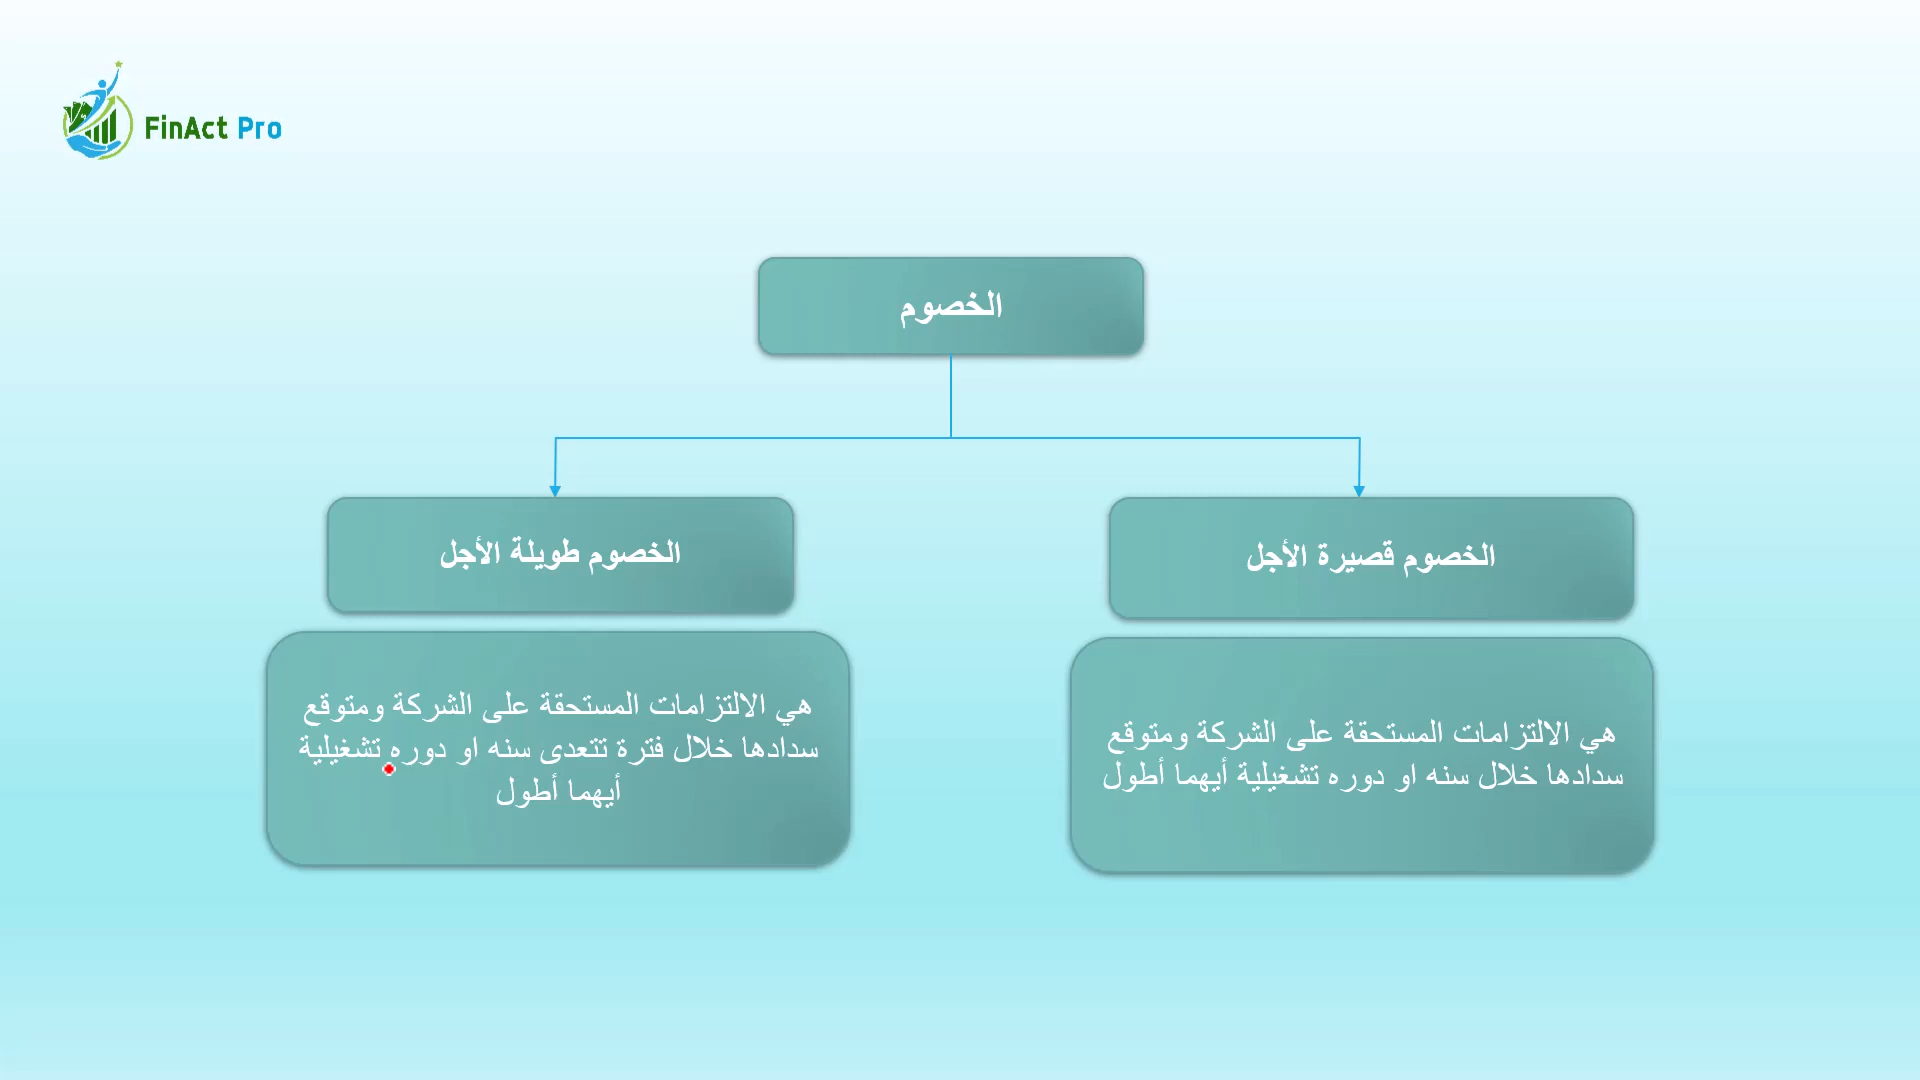 FinAct Pro
الخصوم
الخصوم قصيرة الأجل
هي الالتزامات المستحقة على الشركة ومتوقع
سدادها خلال سنه او دوره تشغيلية أيهما أطول
الخصوم طويلة الأجل
هي الالتزامات المستحقة على الشركة ومتوقع
سدادها خلال فترة تتعدى سنه او دوره تشغيلية
أيهما أطول